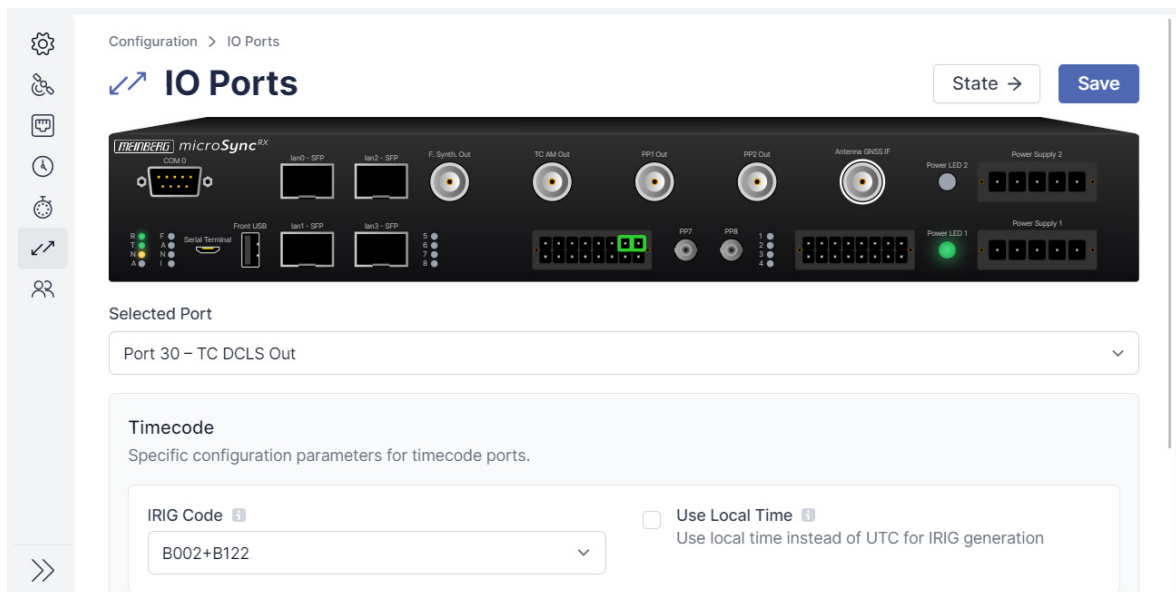 Configuration > IO Ports
IO Ports
State →
Save
MEINBERG microSync RX
COM 0
lan0 - SFP
lan2 - SFP
F. Synth. Out
TC AM Out
PP1 Out
PP2 Out
Antenna GNSS IF
Power LED 2
Power Supply 2
R
T
N
A
F
A
N
I
Serial Terminal
Front USB
lan1 - SFP
lan3 - SFP
5
6
7
8
PP7
PP8
1
2
3
4
Power LED 1
Power Supply 1
Selected Port
Port 30 – TC DCLS Out
Timecode
Specific configuration parameters for timecode ports.
IRIG Code
B002+B122
Use Local Time
Use local time instead of UTC for IRIG generation